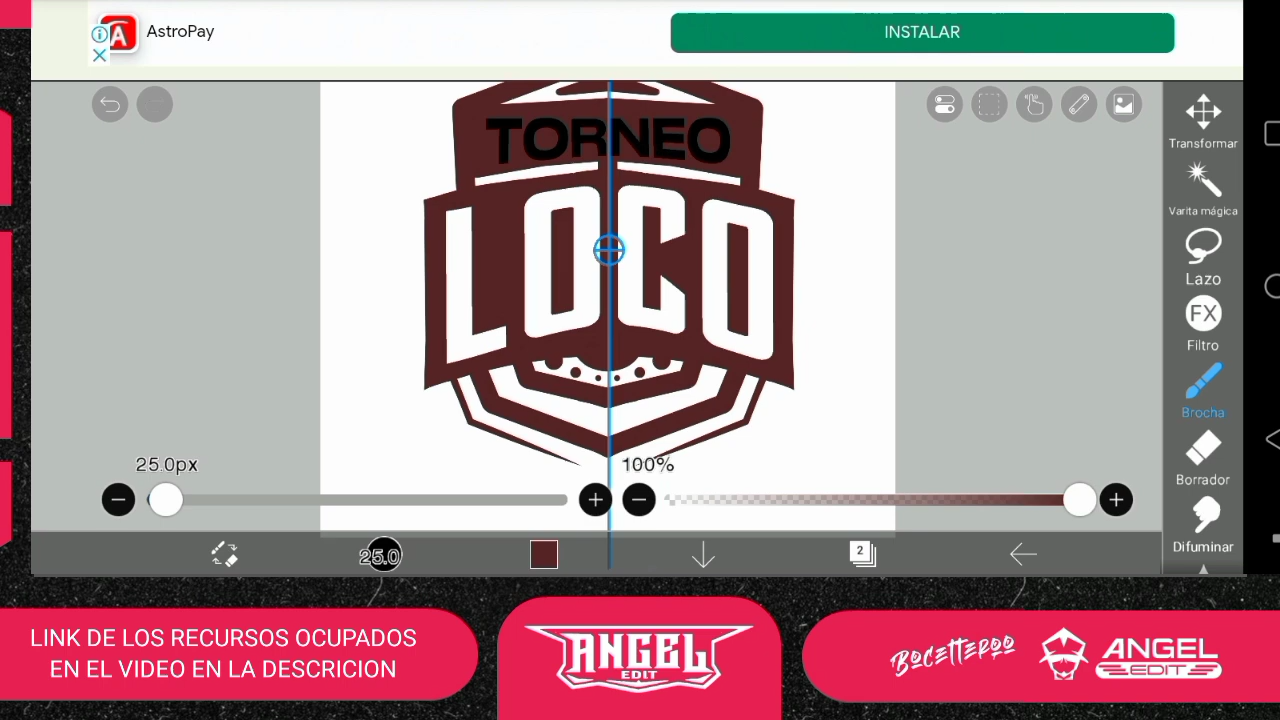 AstroPay
INSTALAR
TORNEO
LOCO
Transformar
Varita mágica
Lazo
FX
Filtro
Brocha
Borrador
Difuminar
25.0px
100%
25.0
2
LINK DE LOS RECURSOS OCUPADOS
EN EL VIDEO EN LA DESCRICION
ANGEL
EDIT
BOCETTEROO
ANGEL
EDIT